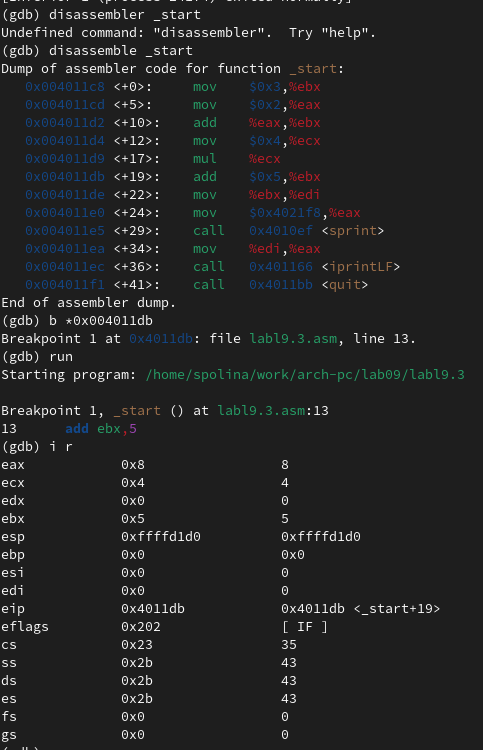 (gdb) disassembler _start
Undefined command: "disassembler".  Try "help".
(gdb) disassemble _start
Dump of assembler code for function _start:
   0x004011c8 <+0>:     mov    $0x3,%ebx
   0x004011cd <+5>:     mov    $0x2,%eax
   0x004011d2 <+10>:    add    %eax,%ebx
   0x004011d4 <+12>:    mov    $0x4,%ecx
   0x004011d9 <+17>:    mul    %ecx
   0x004011db <+19>:    add    $0x5,%ebx
   0x004011de <+22>:    mov    %ebx,%edi
   0x004011e0 <+24>:    mov    $0x4021f8,%eax
   0x004011e5 <+29>:    call   0x4010ef <sprint>
   0x004011ea <+34>:    mov    %edi,%eax
   0x004011ec <+36>:    call   0x401166 <iprintLF>
   0x004011f1 <+41>:    call   0x4011bb <quit>
End of assembler dump.
(gdb) b *0x004011db
Breakpoint 1 at 0x4011db: file labl9.3.asm, line 13.
(gdb) run
Starting program: /home/spolina/work/arch-pc/lab09/labl9.3
Breakpoint 1, _start () at labl9.3.asm:13
13      add ebx,5
(gdb) i r
eax            0x8                 8
ecx            0x4                 4
edx            0x0                 0
ebx            0x5                 5
esp            0xffffd1d0          0xffffd1d0
ebp            0x0                 0x0
esi            0x0                 0
edi            0x0                 0
eip            0x4011db            0x4011db <_start+19>
eflags         0x202               [ IF ]
cs             0x23                35
ss             0x2b                43
ds             0x2b                43
es             0x2b                43
fs             0x0                 0
gs             0x0                 0